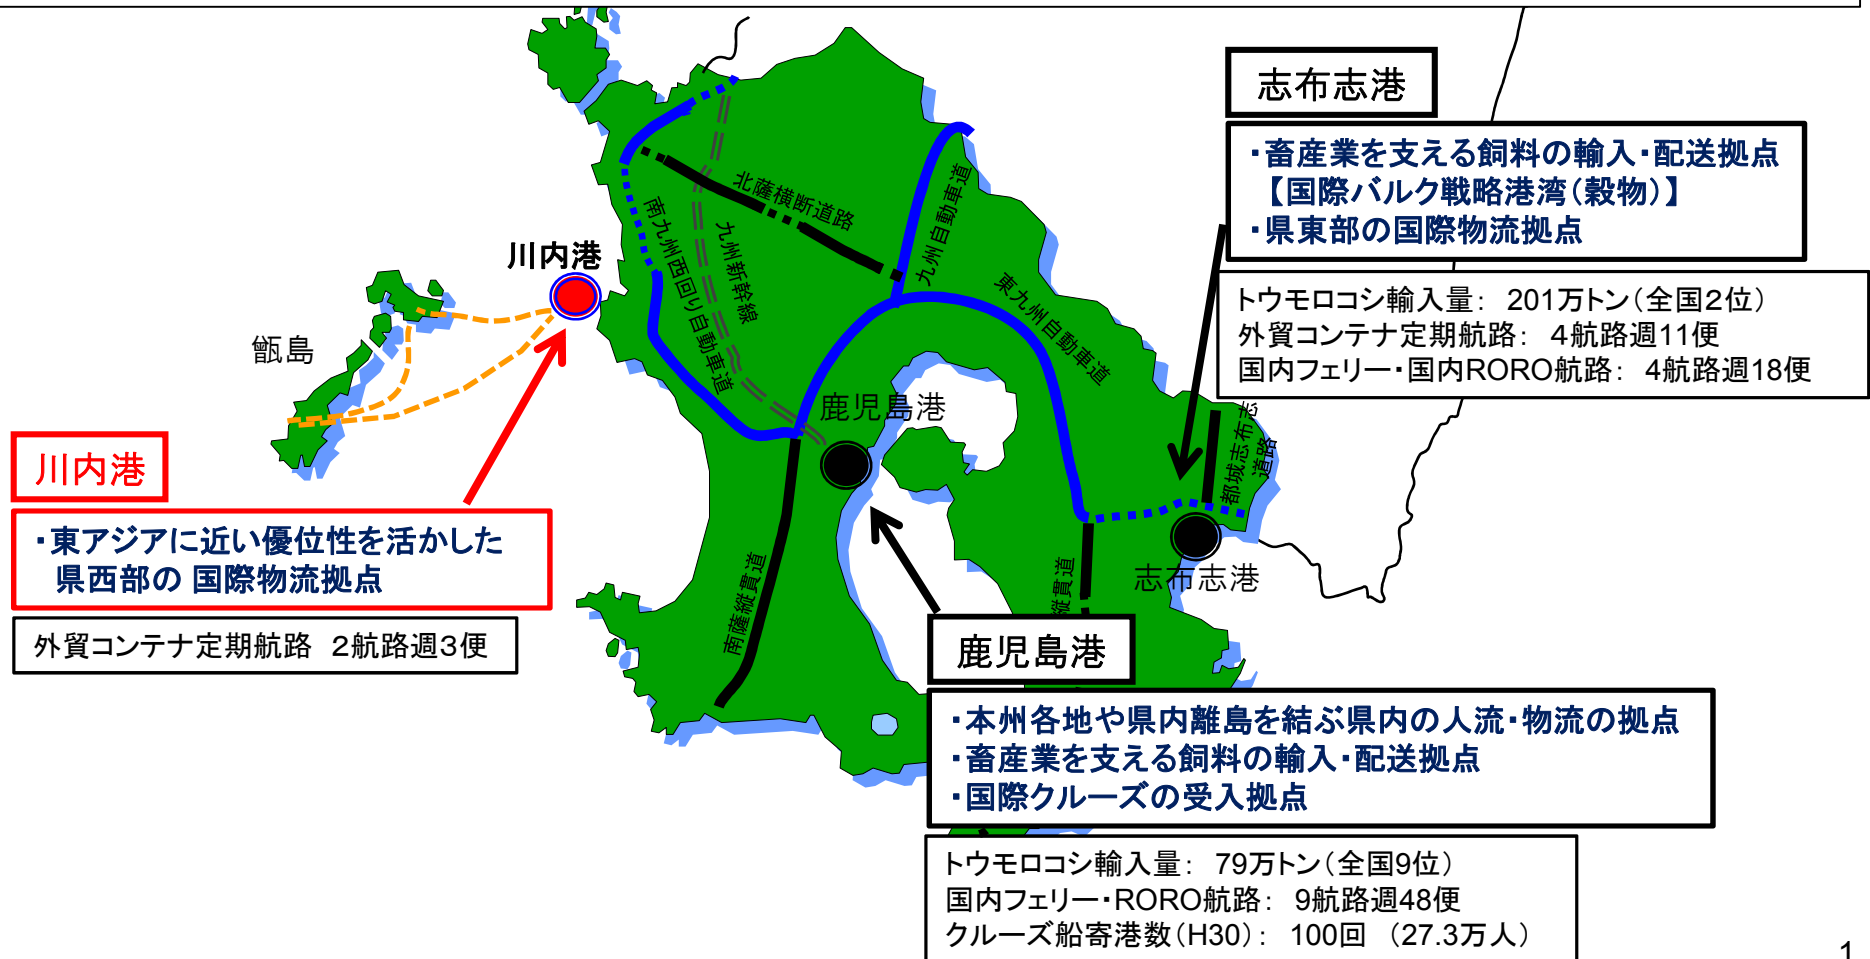 志布志港
・畜産業を支える飼料の輸入・配送拠点
【国際バルク戦略港湾（穀物）】
・県東部の国際物流拠点
トウモロコシ輸入量： 201万トン（全国２位）
外貿コンテナ定期航路： ４航路週11便
国内フェリー・国内RORO航路： ４航路週18便
北薩横断道路
九州自動車道
南九州西回り自動車道
九州新幹線
東九州自動車道
川内港
甑島
鹿児島港
都城志布志
道路
志布志港
南薩縦貫道
縦貫道
川内港
・東アジアに近い優位性を活かした
県西部の 国際物流拠点
外貿コンテナ定期航路 ２航路週３便
鹿児島港
・本州各地や県内離島を結ぶ県内の人流・物流の拠点
・畜産業を支える飼料の輸入・配送拠点
・国際クルーズの受入拠点
トウモロコシ輸入量： 79万トン（全国9位）
国内フェリー・RORO航路： 9航路週48便
クルーズ船寄港数（H30）： 100回 （27.3万人）
1